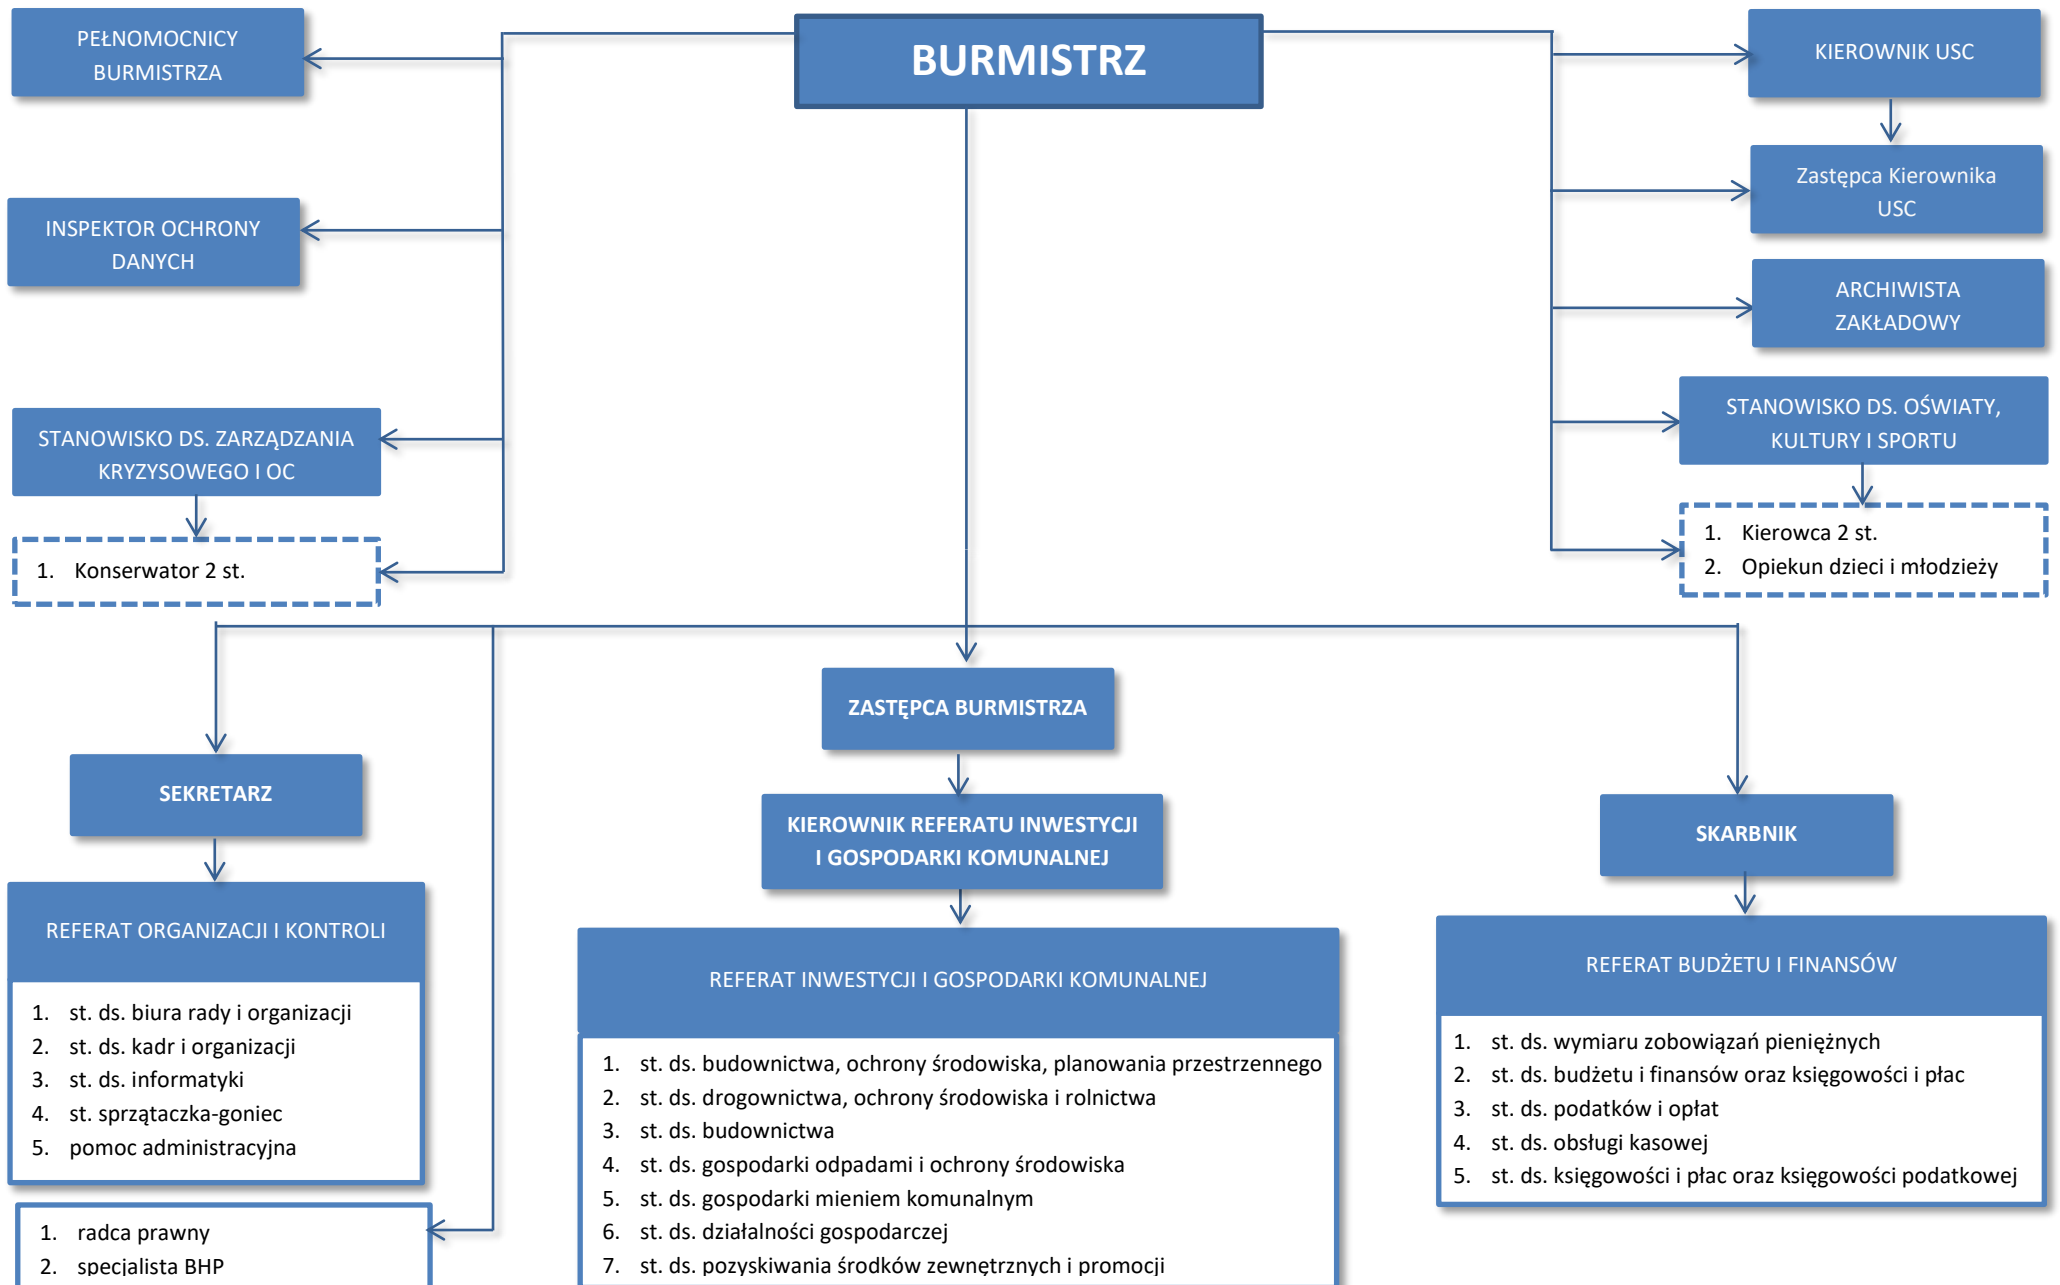 PEŁNOMOCNICY
BURMISTRZA
BURMISTRZ
KIEROWNIK USC
Zastępca Kierownika
USC
INSPEKTOR OCHRONY
DANYCH
ARCHIWISTA
ZAKŁADOWY
STANOWISKO DS. ZARZĄDZANIA
KRYZYSOWEGO I OC
STANOWISKO DS. OŚWIATY,
KULTURY I SPORTU
1. Konserwator 2 st.
1. Kierowca 2 st.
2. Opiekun dzieci i młodzieży
ZASTĘPCA BURMISTRZA
SEKRETARZ
KIEROWNIK REFERATU INWESTYCJI
I GOSPODARKI KOMUNALNEJ
SKARBNIK
REFERAT ORGANIZACJI I KONTROLI
1. st. ds. biura rady i organizacji
2. st. ds. kadr i organizacji
3. st. ds. informatyki
4. st. sprzątaczka-goniec
5. pomoc administracyjna
1. radca prawny
2. specjalista BHP
REFERAT INWESTYCJI I GOSPODARKI KOMUNALNEJ
1. st. ds. budownictwa, ochrony środowiska, planowania przestrzennego
2. st. ds. drogownictwa, ochrony środowiska i rolnictwa
3. st. ds. budownictwa
4. st. ds. gospodarki odpadami i ochrony środowiska
5. st. ds. gospodarki mieniem komunalnym
6. st. ds. działalności gospodarczej
7. st. ds. pozyskiwania środków zewnętrznych i promocji
REFERAT BUDŻETU I FINANSÓW
1. st. ds. wymiaru zobowiązań pieniężnych
2. st. ds. budżetu i finansów oraz księgowości i płac
3. st. ds. podatków i opłat
4. st. ds. obsługi kasowej
5. st. ds. księgowości i płac oraz księgowości podatkowej